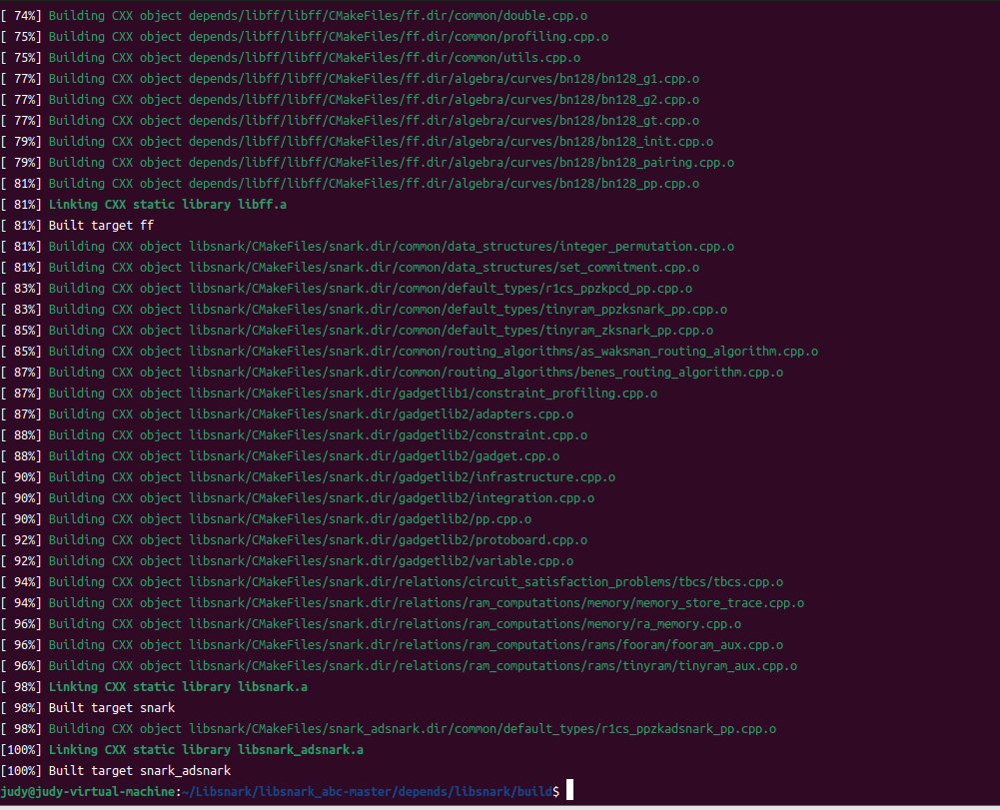 [ 74%] Building CXX object depends/libff/libff/CMakeFiles/ff.dir/common/double.cpp.o
[ 75%] Building CXX object depends/libff/libff/CMakeFiles/ff.dir/common/profiling.cpp.o
[ 75%] Building CXX object depends/libff/libff/CMakeFiles/ff.dir/common/utils.cpp.o
[ 77%] Building CXX object depends/libff/libff/CMakeFiles/ff.dir/algebra/curves/bn128/bn128_g1.cpp.o
[ 77%] Building CXX object depends/libff/libff/CMakeFiles/ff.dir/algebra/curves/bn128/bn128_g2.cpp.o
[ 77%] Building CXX object depends/libff/libff/CMakeFiles/ff.dir/algebra/curves/bn128/bn128_gt.cpp.o
[ 79%] Building CXX object depends/libff/libff/CMakeFiles/ff.dir/algebra/curves/bn128/bn128_init.cpp.o
[ 79%] Building CXX object depends/libff/libff/CMakeFiles/ff.dir/algebra/curves/bn128/bn128_pairing.cpp.o
[ 81%] Building CXX object depends/libff/libff/CMakeFiles/ff.dir/algebra/curves/bn128/bn128_pp.cpp.o
[ 81%] Linking CXX static library libff.a
[ 81%] Built target ff
[ 81%] Building CXX object libsnark/CMakeFiles/snark.dir/common/data_structures/integer_permutation.cpp.o
[ 81%] Building CXX object libsnark/CMakeFiles/snark.dir/common/data_structures/set_commitment.cpp.o
[ 83%] Building CXX object libsnark/CMakeFiles/snark.dir/common/default_types/r1cs_ppzkpcd_pp.cpp.o
[ 83%] Building CXX object libsnark/CMakeFiles/snark.dir/common/default_types/tinyram_ppzksnark_pp.cpp.o
[ 85%] Building CXX object libsnark/CMakeFiles/snark.dir/common/default_types/tinyram_zksnark_pp.cpp.o
[ 85%] Building CXX object libsnark/CMakeFiles/snark.dir/common/routing_algorithms/as_waksman_routing_algorithm.cpp.o
[ 87%] Building CXX object libsnark/CMakeFiles/snark.dir/common/routing_algorithms/benes_routing_algorithm.cpp.o
[ 87%] Building CXX object libsnark/CMakeFiles/snark.dir/gadgetlib1/constraint_profiling.cpp.o
[ 87%] Building CXX object libsnark/CMakeFiles/snark.dir/gadgetlib2/adapters.cpp.o
[ 88%] Building CXX object libsnark/CMakeFiles/snark.dir/gadgetlib2/constraint.cpp.o
[ 88%] Building CXX object libsnark/CMakeFiles/snark.dir/gadgetlib2/gadget.cpp.o
[ 90%] Building CXX object libsnark/CMakeFiles/snark.dir/gadgetlib2/infrastructure.cpp.o
[ 90%] Building CXX object libsnark/CMakeFiles/snark.dir/gadgetlib2/integration.cpp.o
[ 90%] Building CXX object libsnark/CMakeFiles/snark.dir/gadgetlib2/pp.cpp.o
[ 92%] Building CXX object libsnark/CMakeFiles/snark.dir/gadgetlib2/protoboard.cpp.o
[ 92%] Building CXX object libsnark/CMakeFiles/snark.dir/gadgetlib2/variable.cpp.o
[ 94%] Building CXX object libsnark/CMakeFiles/snark.dir/relations/circuit_satisfaction_problems/tbcs/tbcs.cpp.o
[ 94%] Building CXX object libsnark/CMakeFiles/snark.dir/relations/ram_computations/memory/memory_store_trace.cpp.o
[ 96%] Building CXX object libsnark/CMakeFiles/snark.dir/relations/ram_computations/memory/ra_memory.cpp.o
[ 96%] Building CXX object libsnark/CMakeFiles/snark.dir/relations/ram_computations/rams/fooram/fooram_aux.cpp.o
[ 96%] Building CXX object libsnark/CMakeFiles/snark.dir/relations/ram_computations/rams/tinyram/tinyram_aux.cpp.o
[ 98%] Linking CXX static library libsnark.a
[ 98%] Built target snark
[ 98%] Building CXX object libsnark/CMakeFiles/snark_adsnark.dir/common/default_types/r1cs_ppzkadsnark_pp.cpp.o
[100%] Linking CXX static library libsnark_adsnark.a
[100%] Built target snark_adsnark
judy@judy-virtual-machine:~/Libsnark/libsnark_abc-master/depends/libsnark/build$